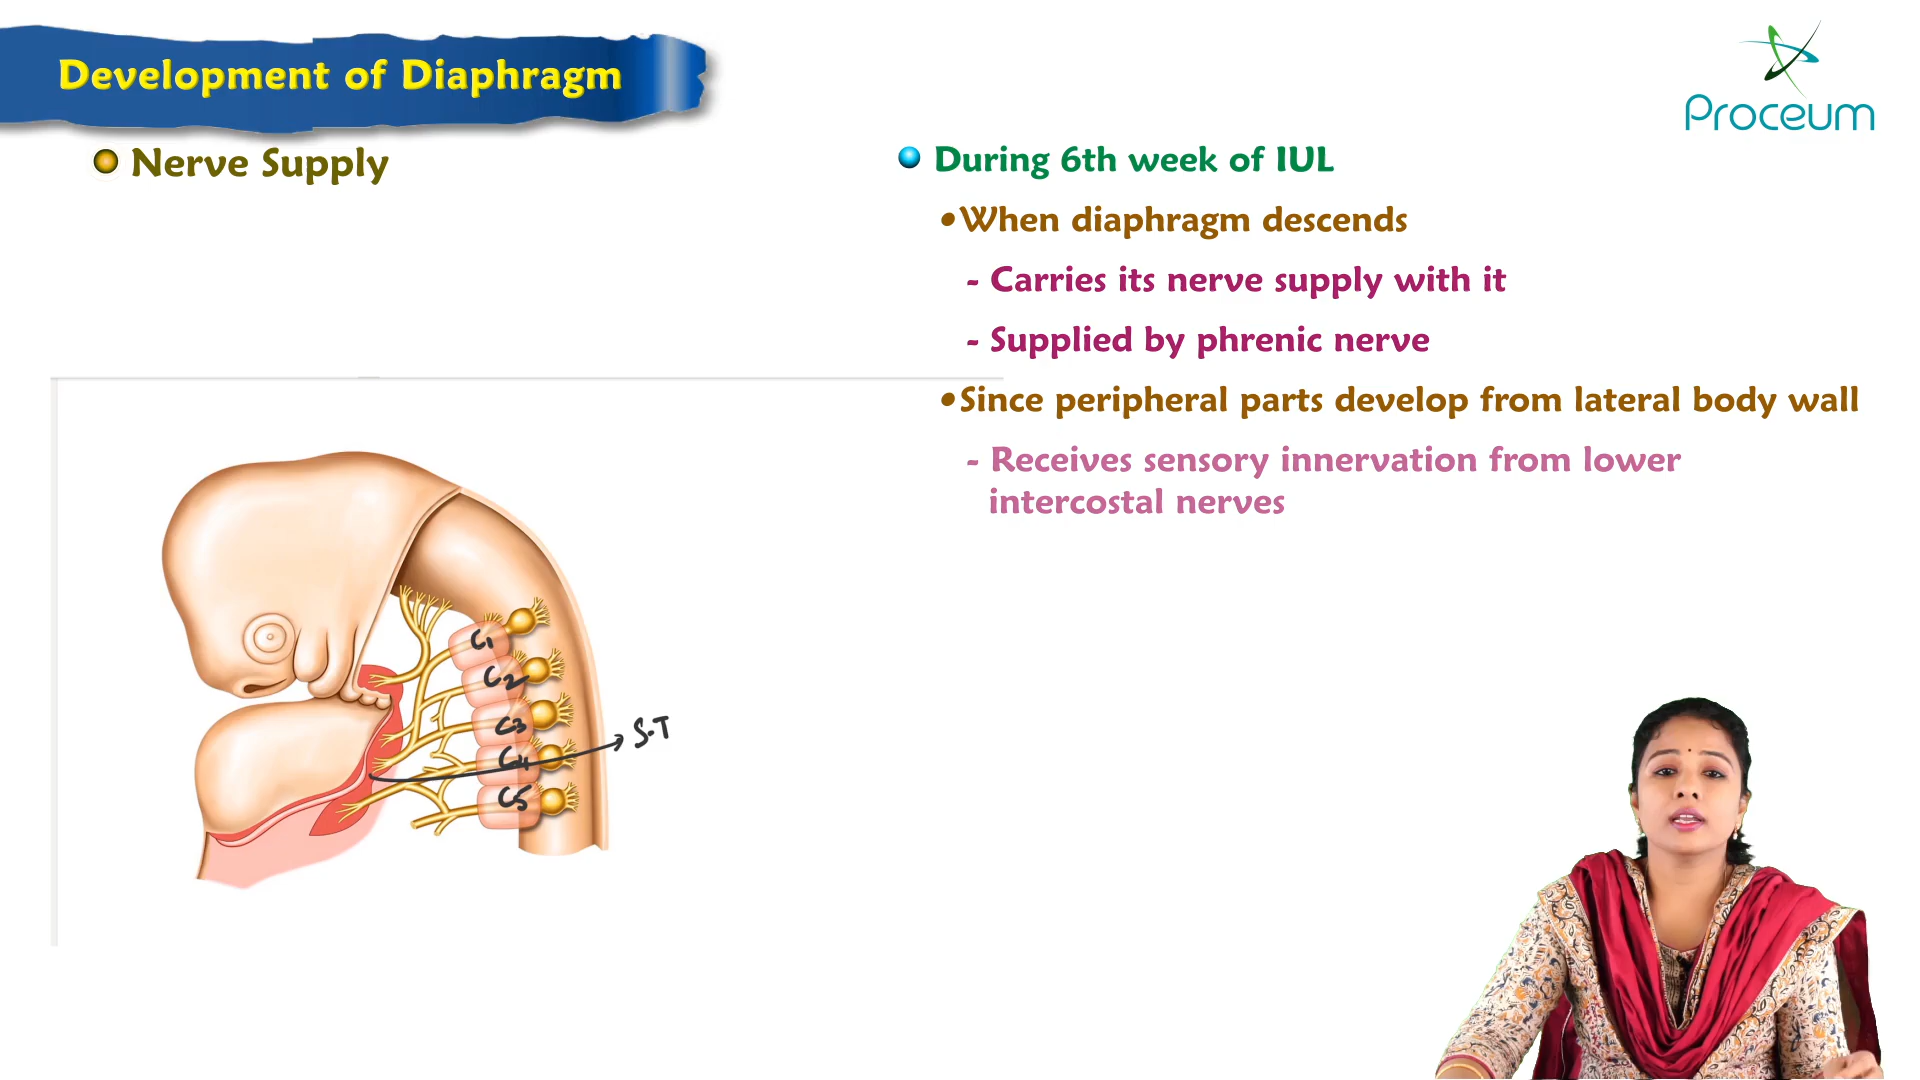 Development of Diaphragm
Proceum
Nerve Supply
During 6th week of IUL
•When diaphragm descends
- Carries its nerve supply with it
- Supplied by phrenic nerve
•Since peripheral parts develop from lateral body wall
- Receives sensory innervation from lower
intercostal nerves
C1
C2
C3
C4
C5
S.T